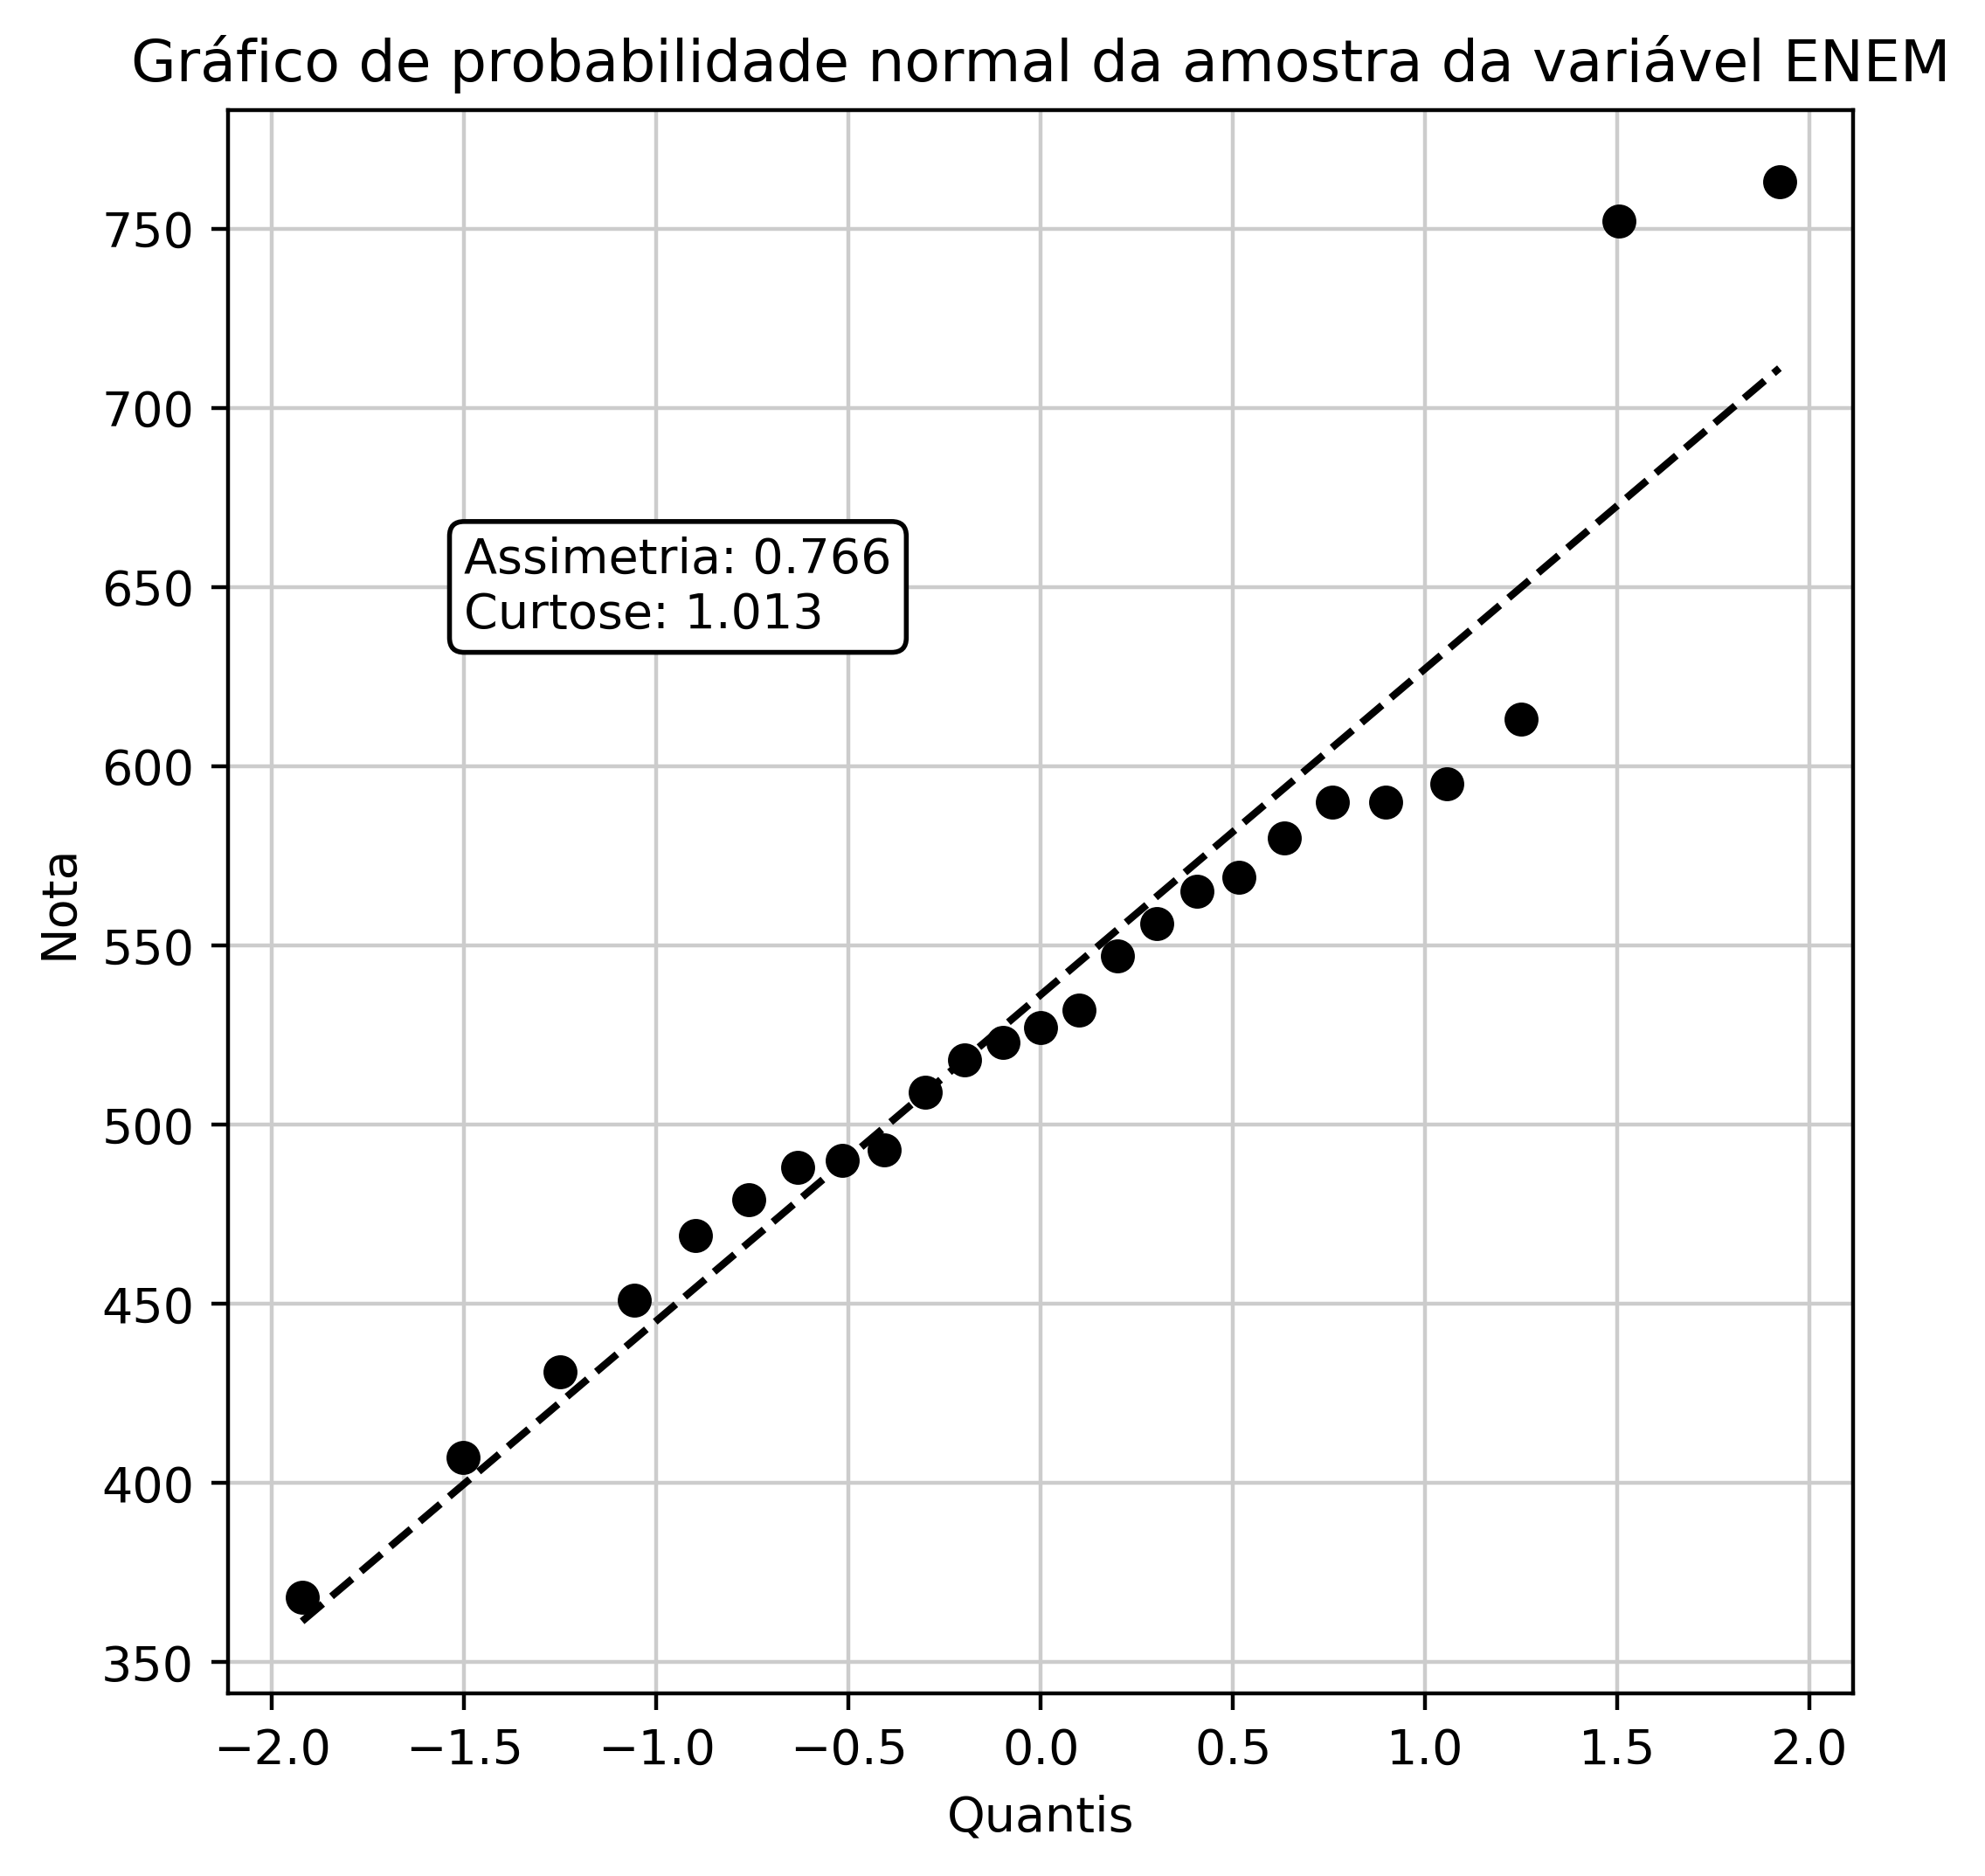 Gráfico de probabilidade normal da amostra da variável ENEM
750
700
650
600
550
500
450
400
350
Nota
Assimetria: 0.766
Curtose: 1.013
−2.0 −1.5 −1.0 −0.5 0.0 0.5 1.0 1.5 2.0
Quantis